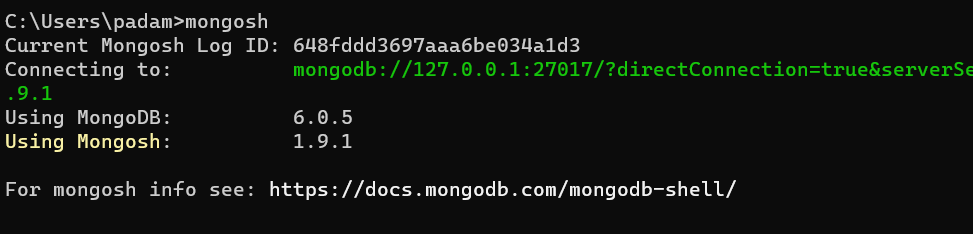 C:\Users\padam>mongosh
Current Mongosh Log ID: 648fddd3697aaa6be034a1d3
Connecting to:          mongodb://127.0.0.1:27017/?directConnection=true&serverSe
.9.1
Using MongoDB:          6.0.5
Using Mongosh:          1.9.1
For mongosh info see: https://docs.mongodb.com/mongodb-shell/